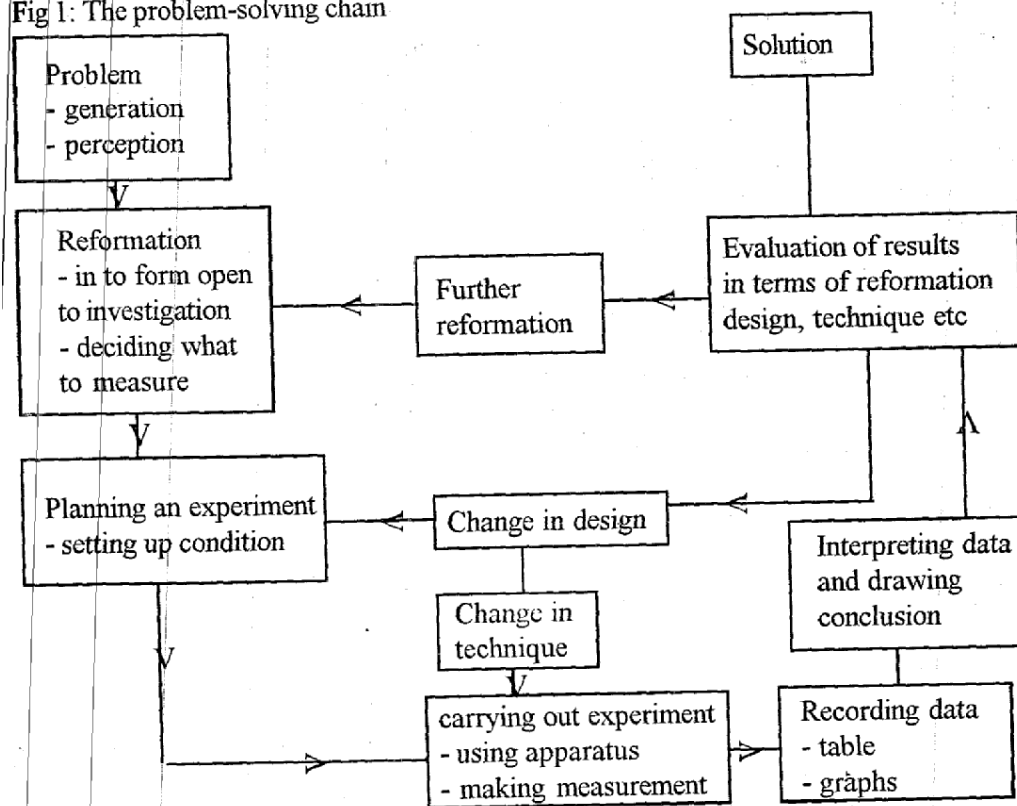 Fig 1: The problem-solving chain
Problem
- generation
- perception
Reformation
- in to form open
to investigation
- deciding what
to measure
Planning an experiment
- setting up condition
Further
reformation
Change in design
Change in
technique
carrying out experiment
- using apparatus
- making measurement
Recording data
- table
- gràphs
Interpreting data
and drawing
conclusion
Evaluation of results
in terms of reformation
design, technique etc
Solution